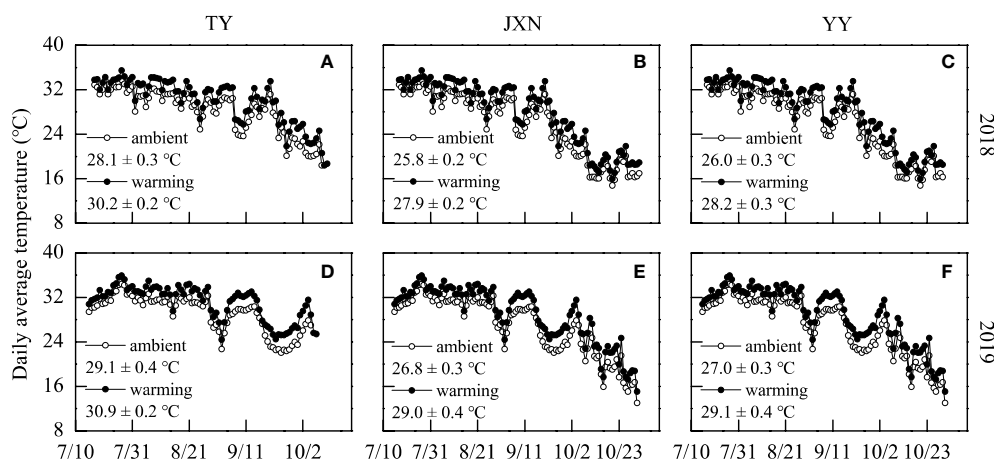 TY JXN YY
Daily average temperature (°C)
40
32
24
16
8
A
ambient
28.1 ± 0.3 °C
warming
30.2 ± 0.2 °C
B
ambient
25.8 ± 0.2 °C
warming
27.9 ± 0.2 °C
C
ambient
26.0 ± 0.3 °C
warming
28.2 ± 0.3 °C
2018
40
32
24
16
8
D
ambient
29.1 ± 0.4 °C
warming
30.9 ± 0.2 °C
E
ambient
26.8 ± 0.3 °C
warming
29.0 ± 0.4 °C
F
ambient
27.0 ± 0.3 °C
warming
29.1 ± 0.4 °C
2019
7/10 7/31 8/21 9/11 10/2 7/10 7/31 8/21 9/11 10/2 10/23 7/10 7/31 8/21 9/11 10/2 10/23